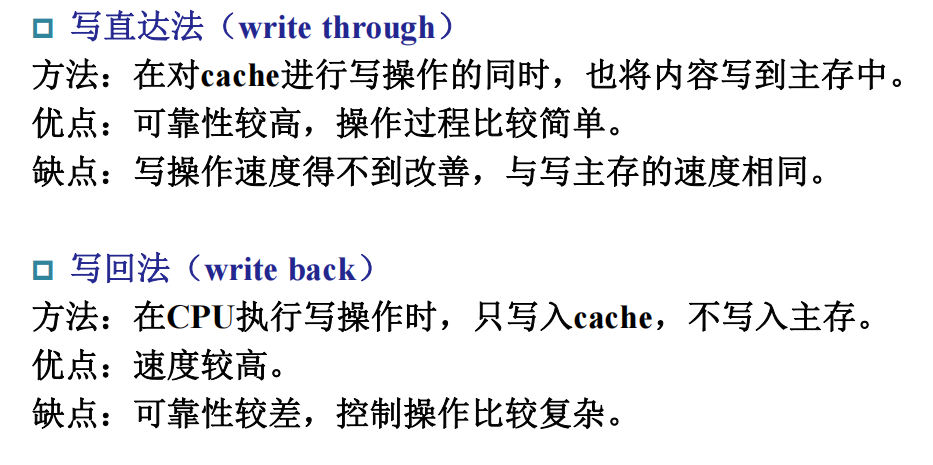 写直达法（write through）
方法：在对cache进行写操作的同时，也将内容写到主存中。
优点：可靠性较高，操作过程比较简单。
缺点：写操作速度得不到改善，与写主存的速度相同。
写回法（write back）
方法：在CPU执行写操作时，只写入cache，不写入主存。
优点：速度较高。
缺点：可靠性较差，控制操作比较复杂。